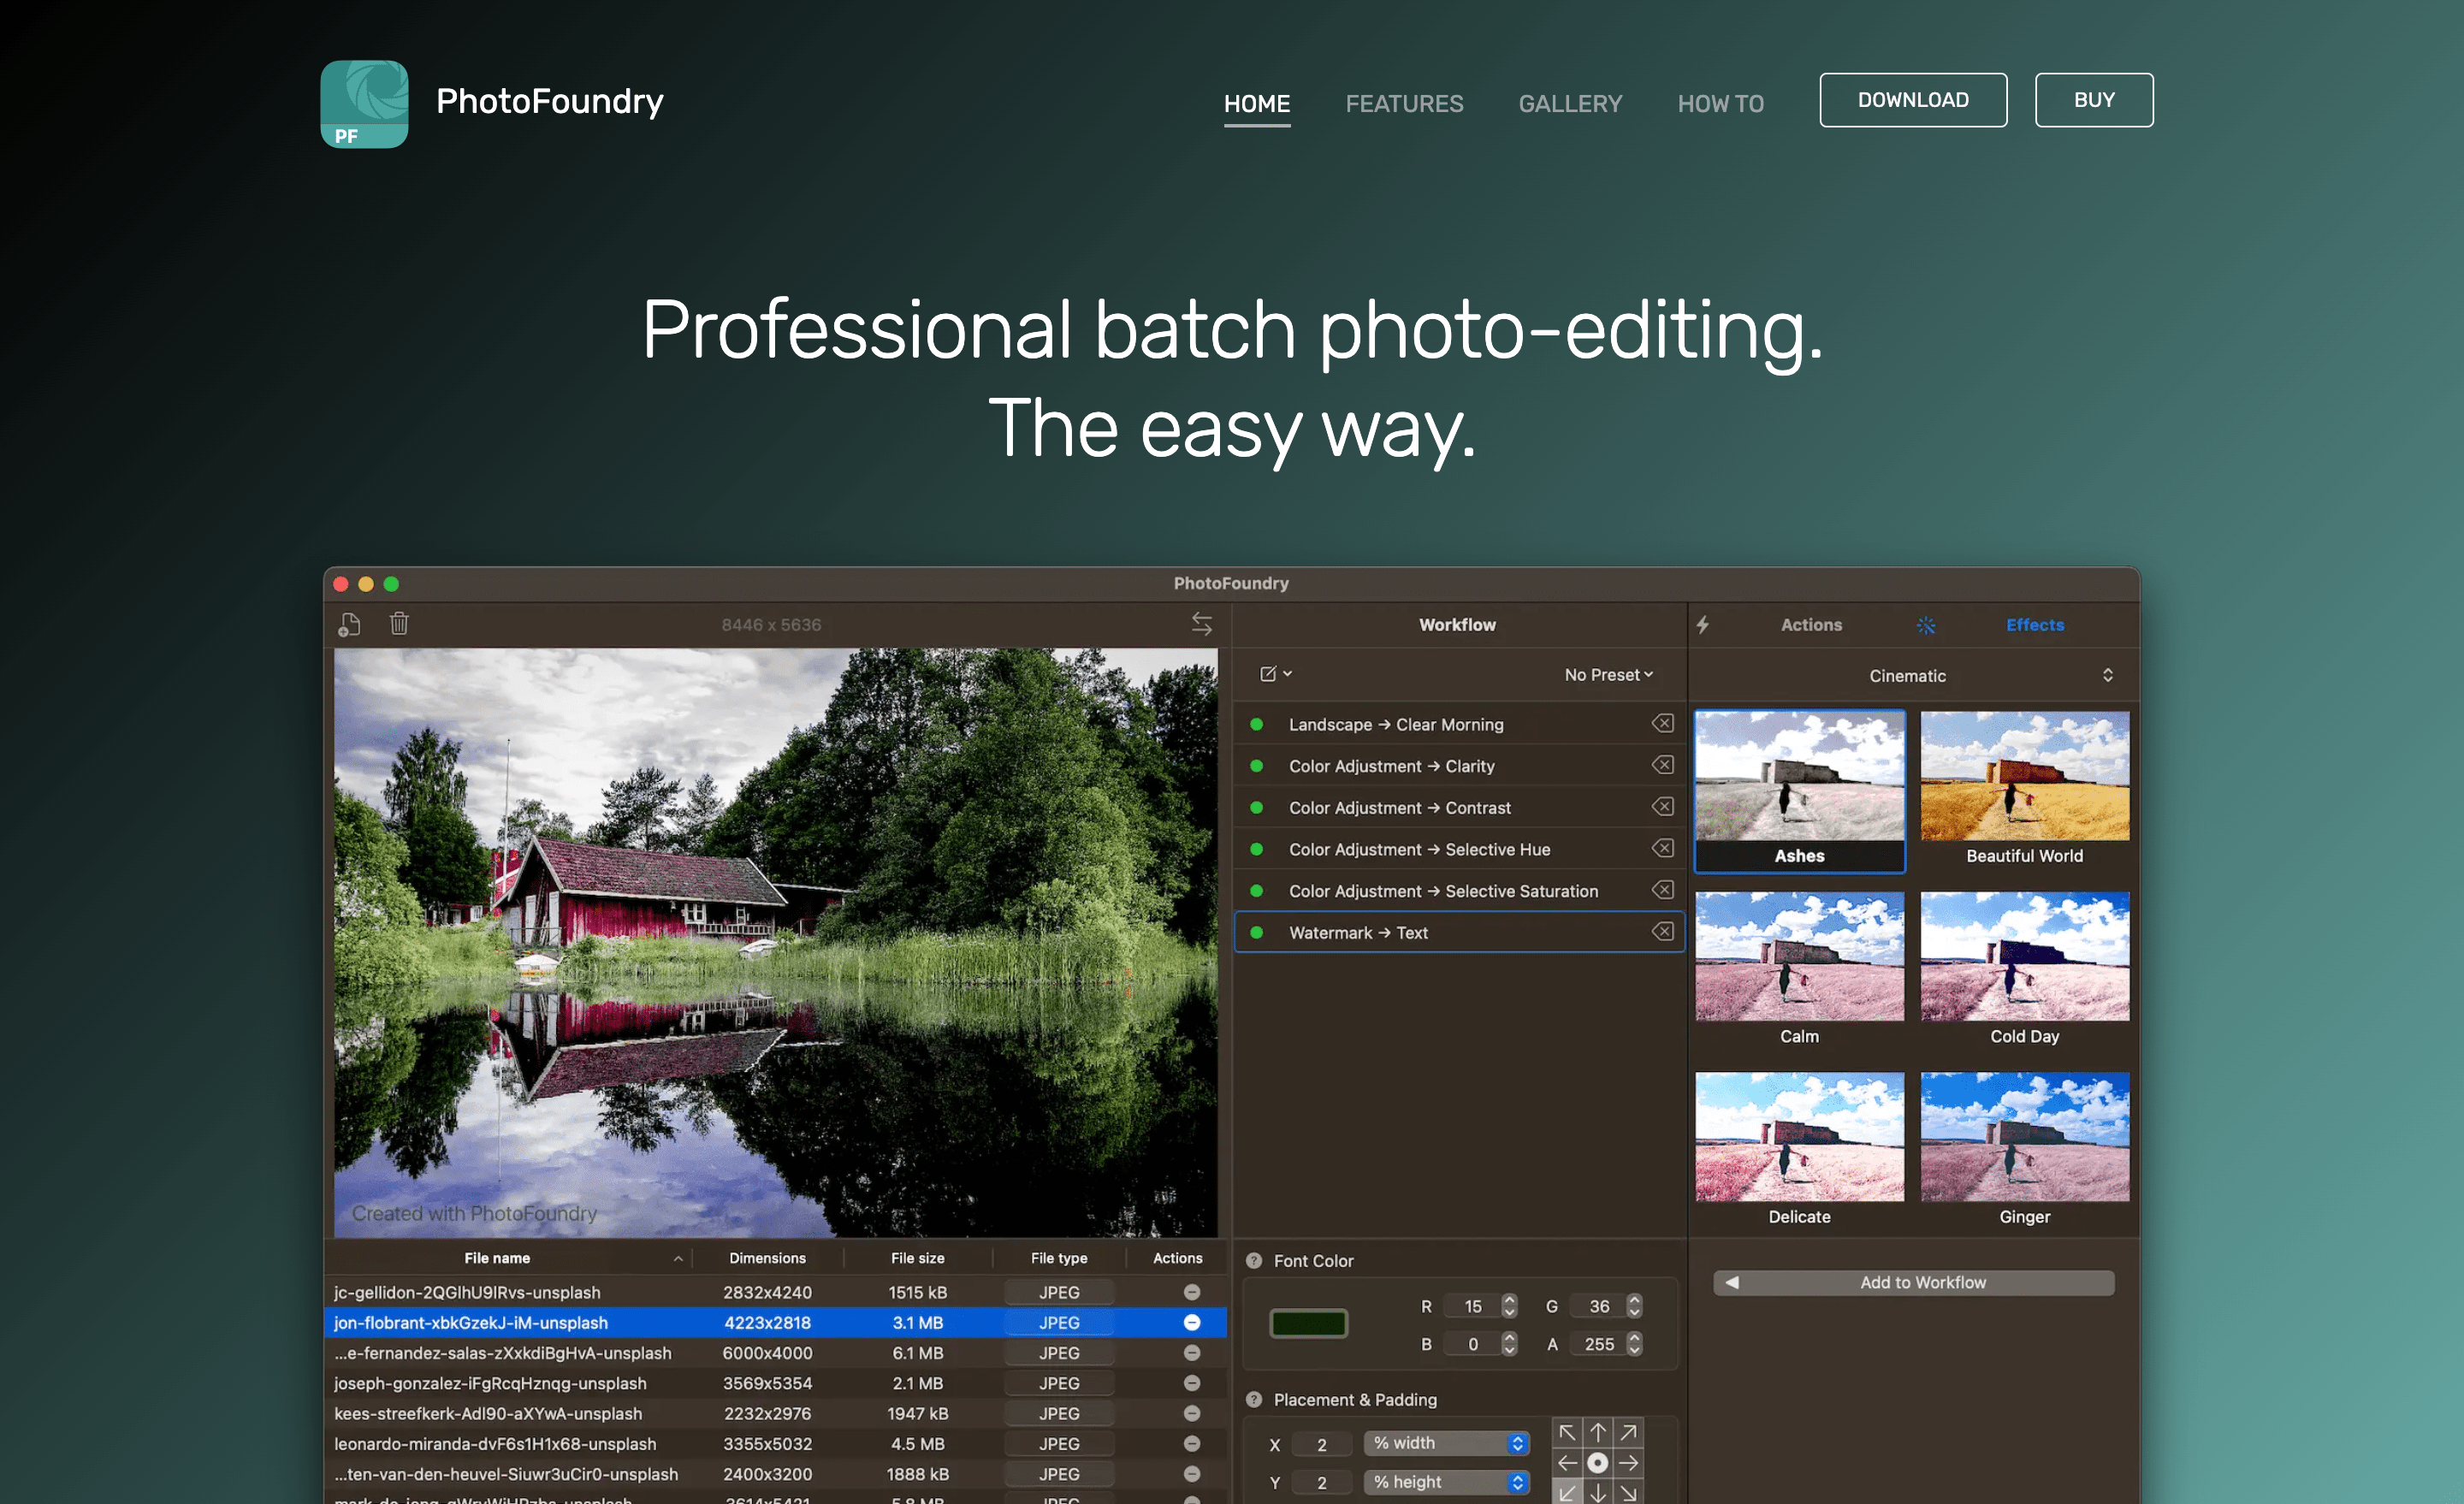 PF
PhotoFoundry
HOME FEATURES GALLERY HOW TO DOWNLOAD BUY
Professional batch photo-editing.
The easy way.
PhotoFoundry
8446 x 5636
Workflow
Actions Effects
No Preset
Cinematic
Landscape → Clear Morning
Color Adjustment → Clarity
Color Adjustment → Contrast
Color Adjustment → Selective Hue
Color Adjustment → Selective Saturation
Watermark → Text
Ashes Beautiful World
Calm Cold Day
Delicate Ginger
Created with PhotoFoundry
File name Dimensions File size File type Actions
jc-gellidon-2QGlhU9lRvs-unsplash 2832x4240 1515 kB JPEG
jon-flobrant-xbkGzekJ-iM-unsplash 4223x2818 3.1 MB JPEG
...e-fernandez-salas-zXxkdiBgHvA-unsplash 6000x4000 6.1 MB JPEG
joseph-gonzalez-iFgRcqHznqg-unsplash 3569x5354 2.1 MB JPEG
kees-streefkerk-Adl90-aXYwA-unsplash 2232x2976 1947 kB JPEG
leonardo-miranda-dvF6s1H1x68-unsplash 3355x5032 4.5 MB JPEG
...ten-van-den-heuvel-Siuwr3uCir0-unsplash 2400x3200 1888 kB JPEG
Font Color
R 15 G 36
B 0 A 255
Placement & Padding
X 2 % width
Y 2 % height
Add to Workflow